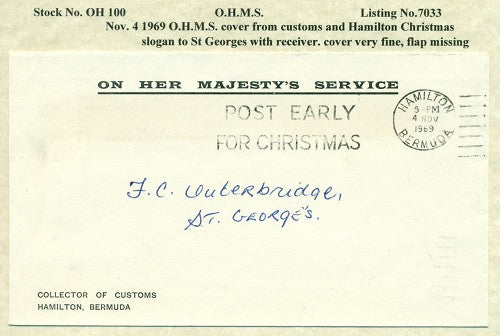 Stock No. OH 100 O.H.M.S. Listing No.7033
Nov. 4 1969 O.H.M.S. cover from customs and Hamilton Christmas
slogan to St Georges with receiver. cover very fine, flap missing
ON HER MAJESTY'S SERVICE
POST EARLY
FOR CHRISTMAS
HAMILTON
5-PM
4 NOV
1969
BERMUDA
F.C. Outerbridge,
ST. GEORGE'S.
COLLECTOR OF CUSTOMS
HAMILTON, BERMUDA